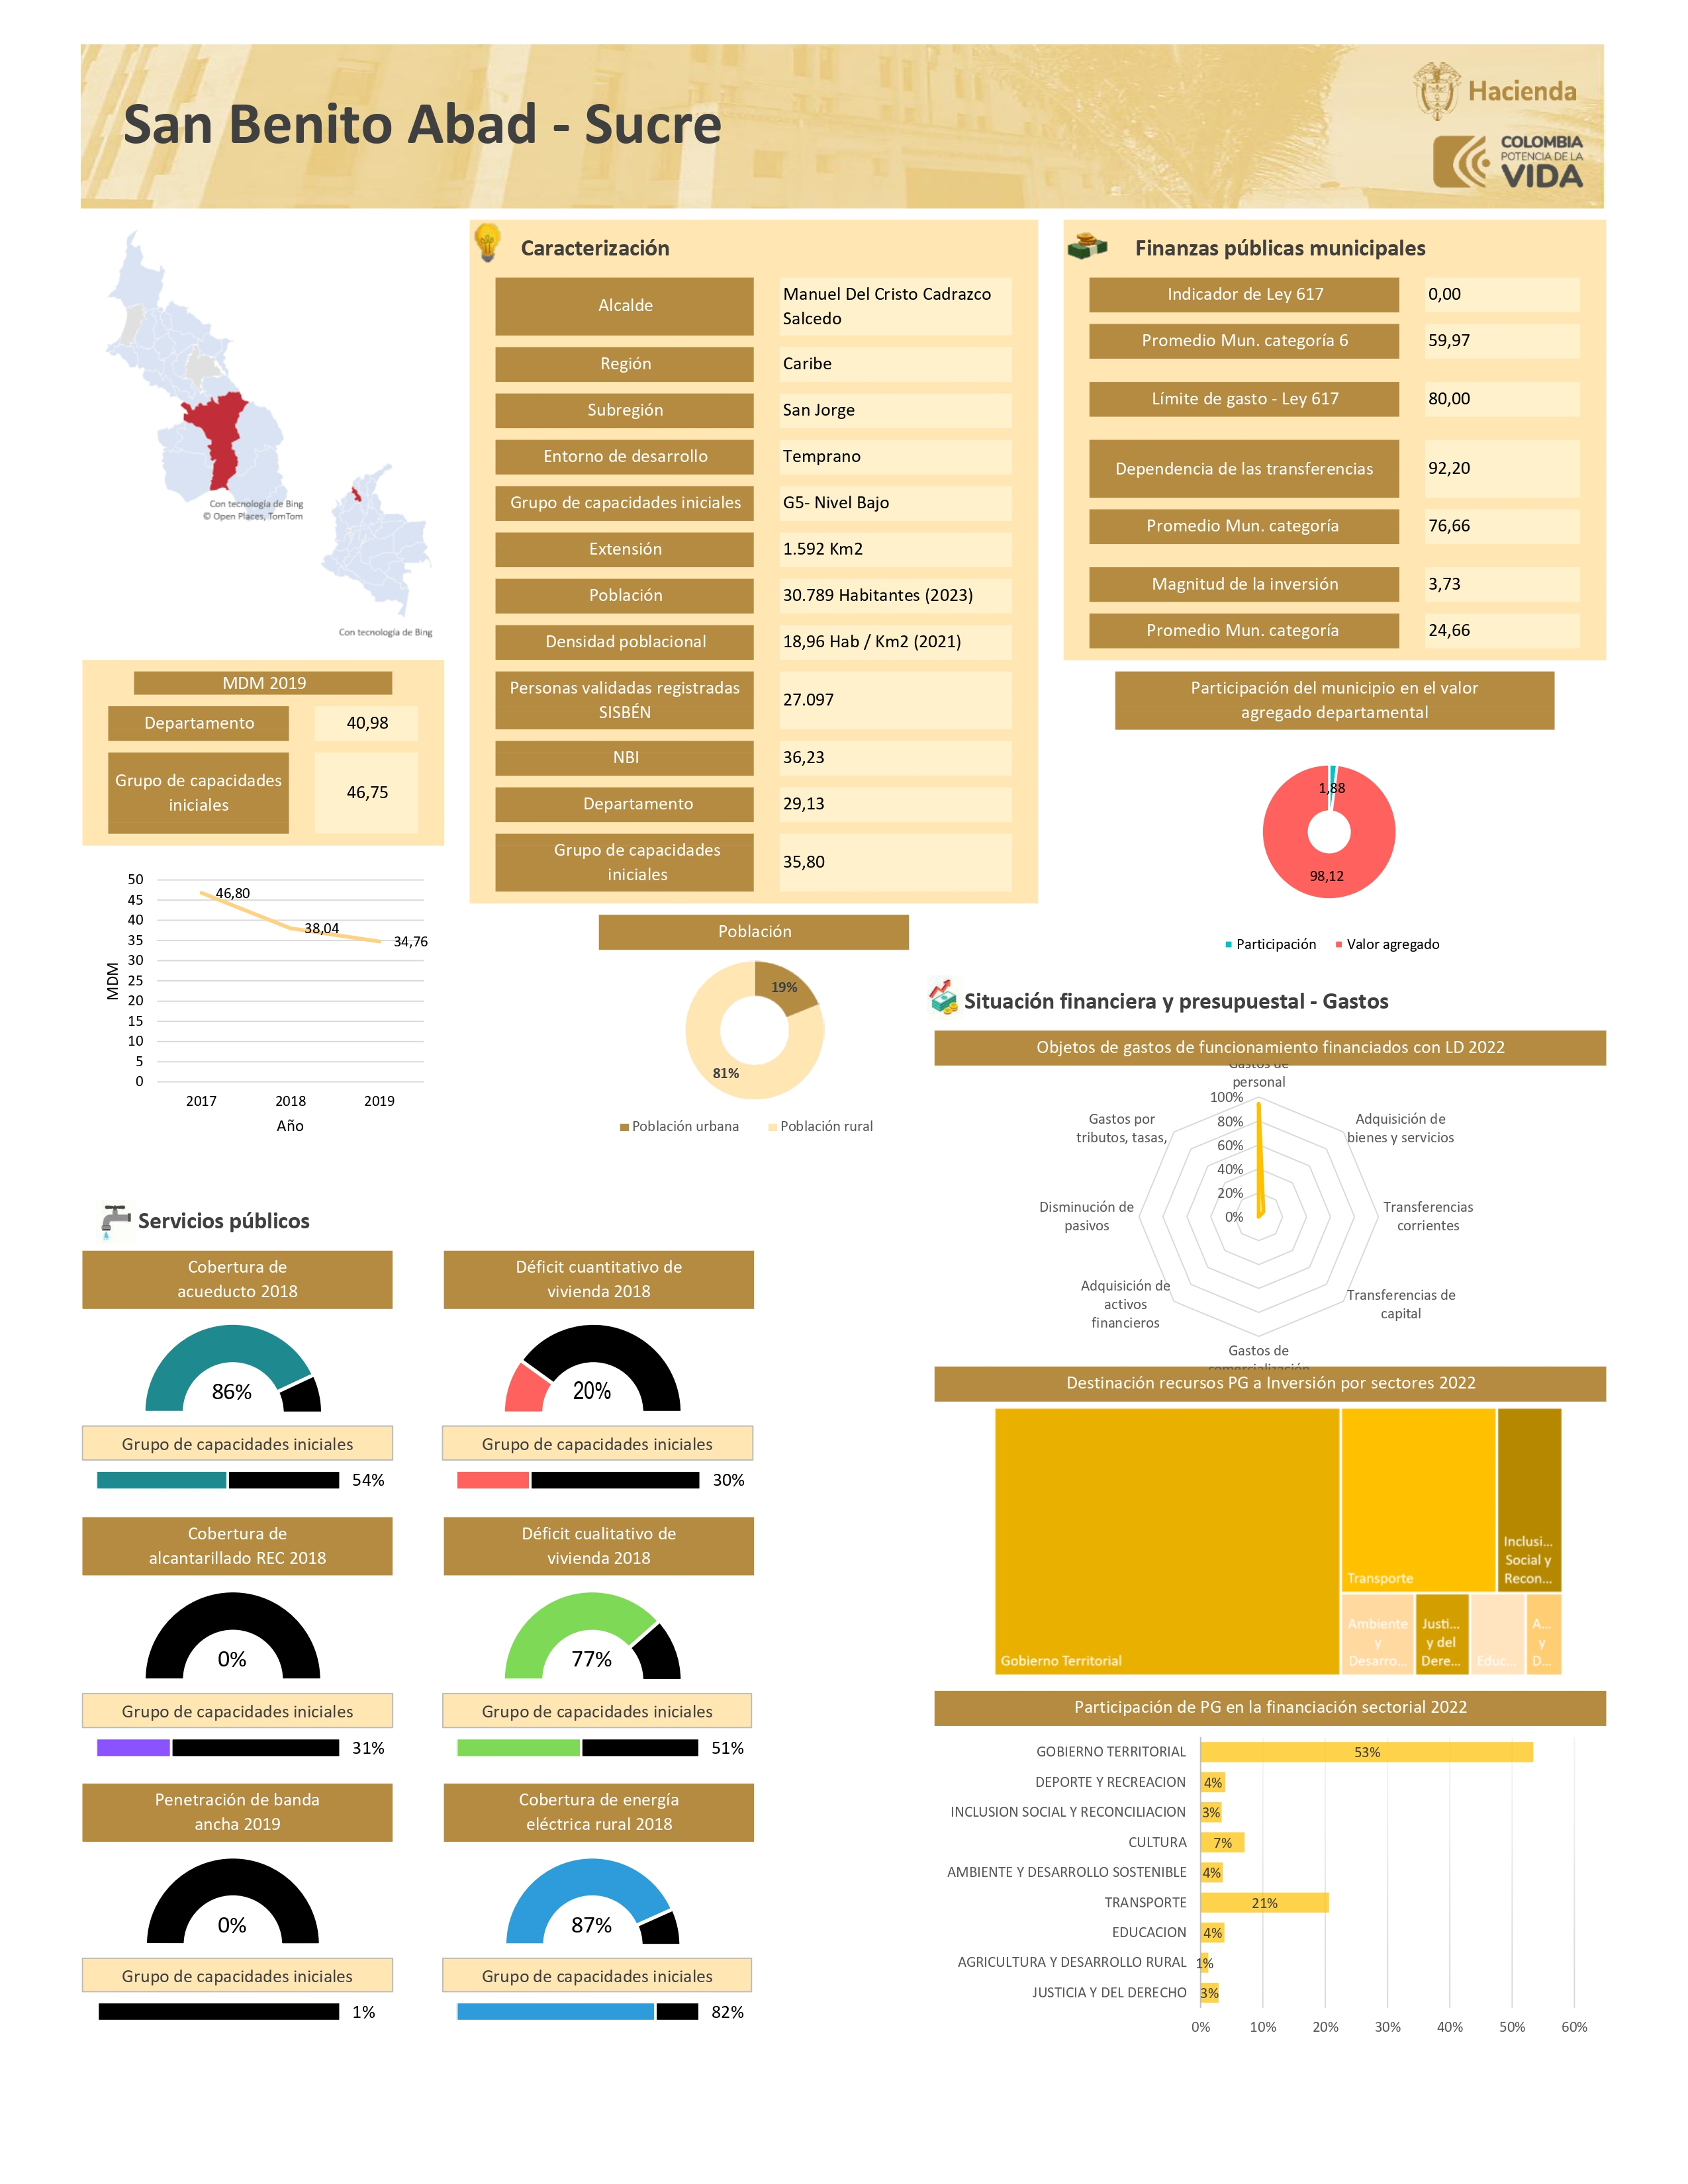 San Benito Abad - Sucre
Hacienda
COLOMBIA
POTENCIA DE LA
VIDA
Con tecnología de Bing
© Open Places, TomTom
Con tecnología de Bing
MDM 2019
Departamento
40,98
Grupo de capacidades
iniciales
46,75
50
45
40
35
30
25
20
15
10
5
0
MDM
46,80
38,04
34,76
2017
2018
2019
Año
Caracterización
Alcalde
Manuel Del Cristo Cadrazco
Salcedo
Región
Caribe
Subregión
San Jorge
Entorno de desarrollo
Temprano
Grupo de capacidades iniciales
G5- Nivel Bajo
Extensión
1.592 Km2
Población
30.789 Habitantes (2023)
Densidad poblacional
18,96 Hab / Km2 (2021)
Personas validadas registradas
SISBÉN
27.097
NBI
36,23
Departamento
29,13
Grupo de capacidades
iniciales
35,80
Población
19%
81%
Población urbana
Población rural
Finanzas públicas municipales
Indicador de Ley 617
0,00
Promedio Mun. categoría 6
59,97
Límite de gasto - Ley 617
80,00
Dependencia de las transferencias
92,20
Promedio Mun. categoría
76,66
Magnitud de la inversión
3,73
Promedio Mun. categoría
24,66
Participación del municipio en el valor
agregado departamental
1,88
98,12
Participación
Valor agregado
Situación financiera y presupuestal - Gastos
Objetos de gastos de funcionamiento financiados con LD 2022
Gastos de
personal
100%
80%
60%
40%
20%
0%
Adquisición de
bienes y servicios
Transferencias
corrientes
Transferencias de
capital
Gastos de
comercialización
Adquisición de
activos
financieros
Disminución de
pasivos
Gastos por
tributos, tasas,
Destinación recursos PG a Inversión por sectores 2022
Gobierno Territorial
Transporte
Inclusi...
Social y
Recon...
Ambiente
y
Desarro...
Justi...
y del
Dere...
Educ...
A...
y
D...
Participación de PG en la financiación sectorial 2022
GOBIERNO TERRITORIAL
53%
DEPORTE Y RECREACION
4%
INCLUSION SOCIAL Y RECONCILIACION
3%
CULTURA
7%
AMBIENTE Y DESARROLLO SOSTENIBLE
4%
TRANSPORTE
21%
EDUCACION
4%
AGRICULTURA Y DESARROLLO RURAL
1%
JUSTICIA Y DEL DERECHO
3%
0%
10%
20%
30%
40%
50%
60%
Servicios públicos
Cobertura de
acueducto 2018
86%
Grupo de capacidades iniciales
54%
Déficit cuantitativo de
vivienda 2018
20%
Grupo de capacidades iniciales
30%
Cobertura de
alcantarillado REC 2018
0%
Grupo de capacidades iniciales
31%
Déficit cualitativo de
vivienda 2018
77%
Grupo de capacidades iniciales
51%
Penetración de banda
ancha 2019
0%
Grupo de capacidades iniciales
1%
Cobertura de energía
eléctrica rural 2018
87%
Grupo de capacidades iniciales
82%